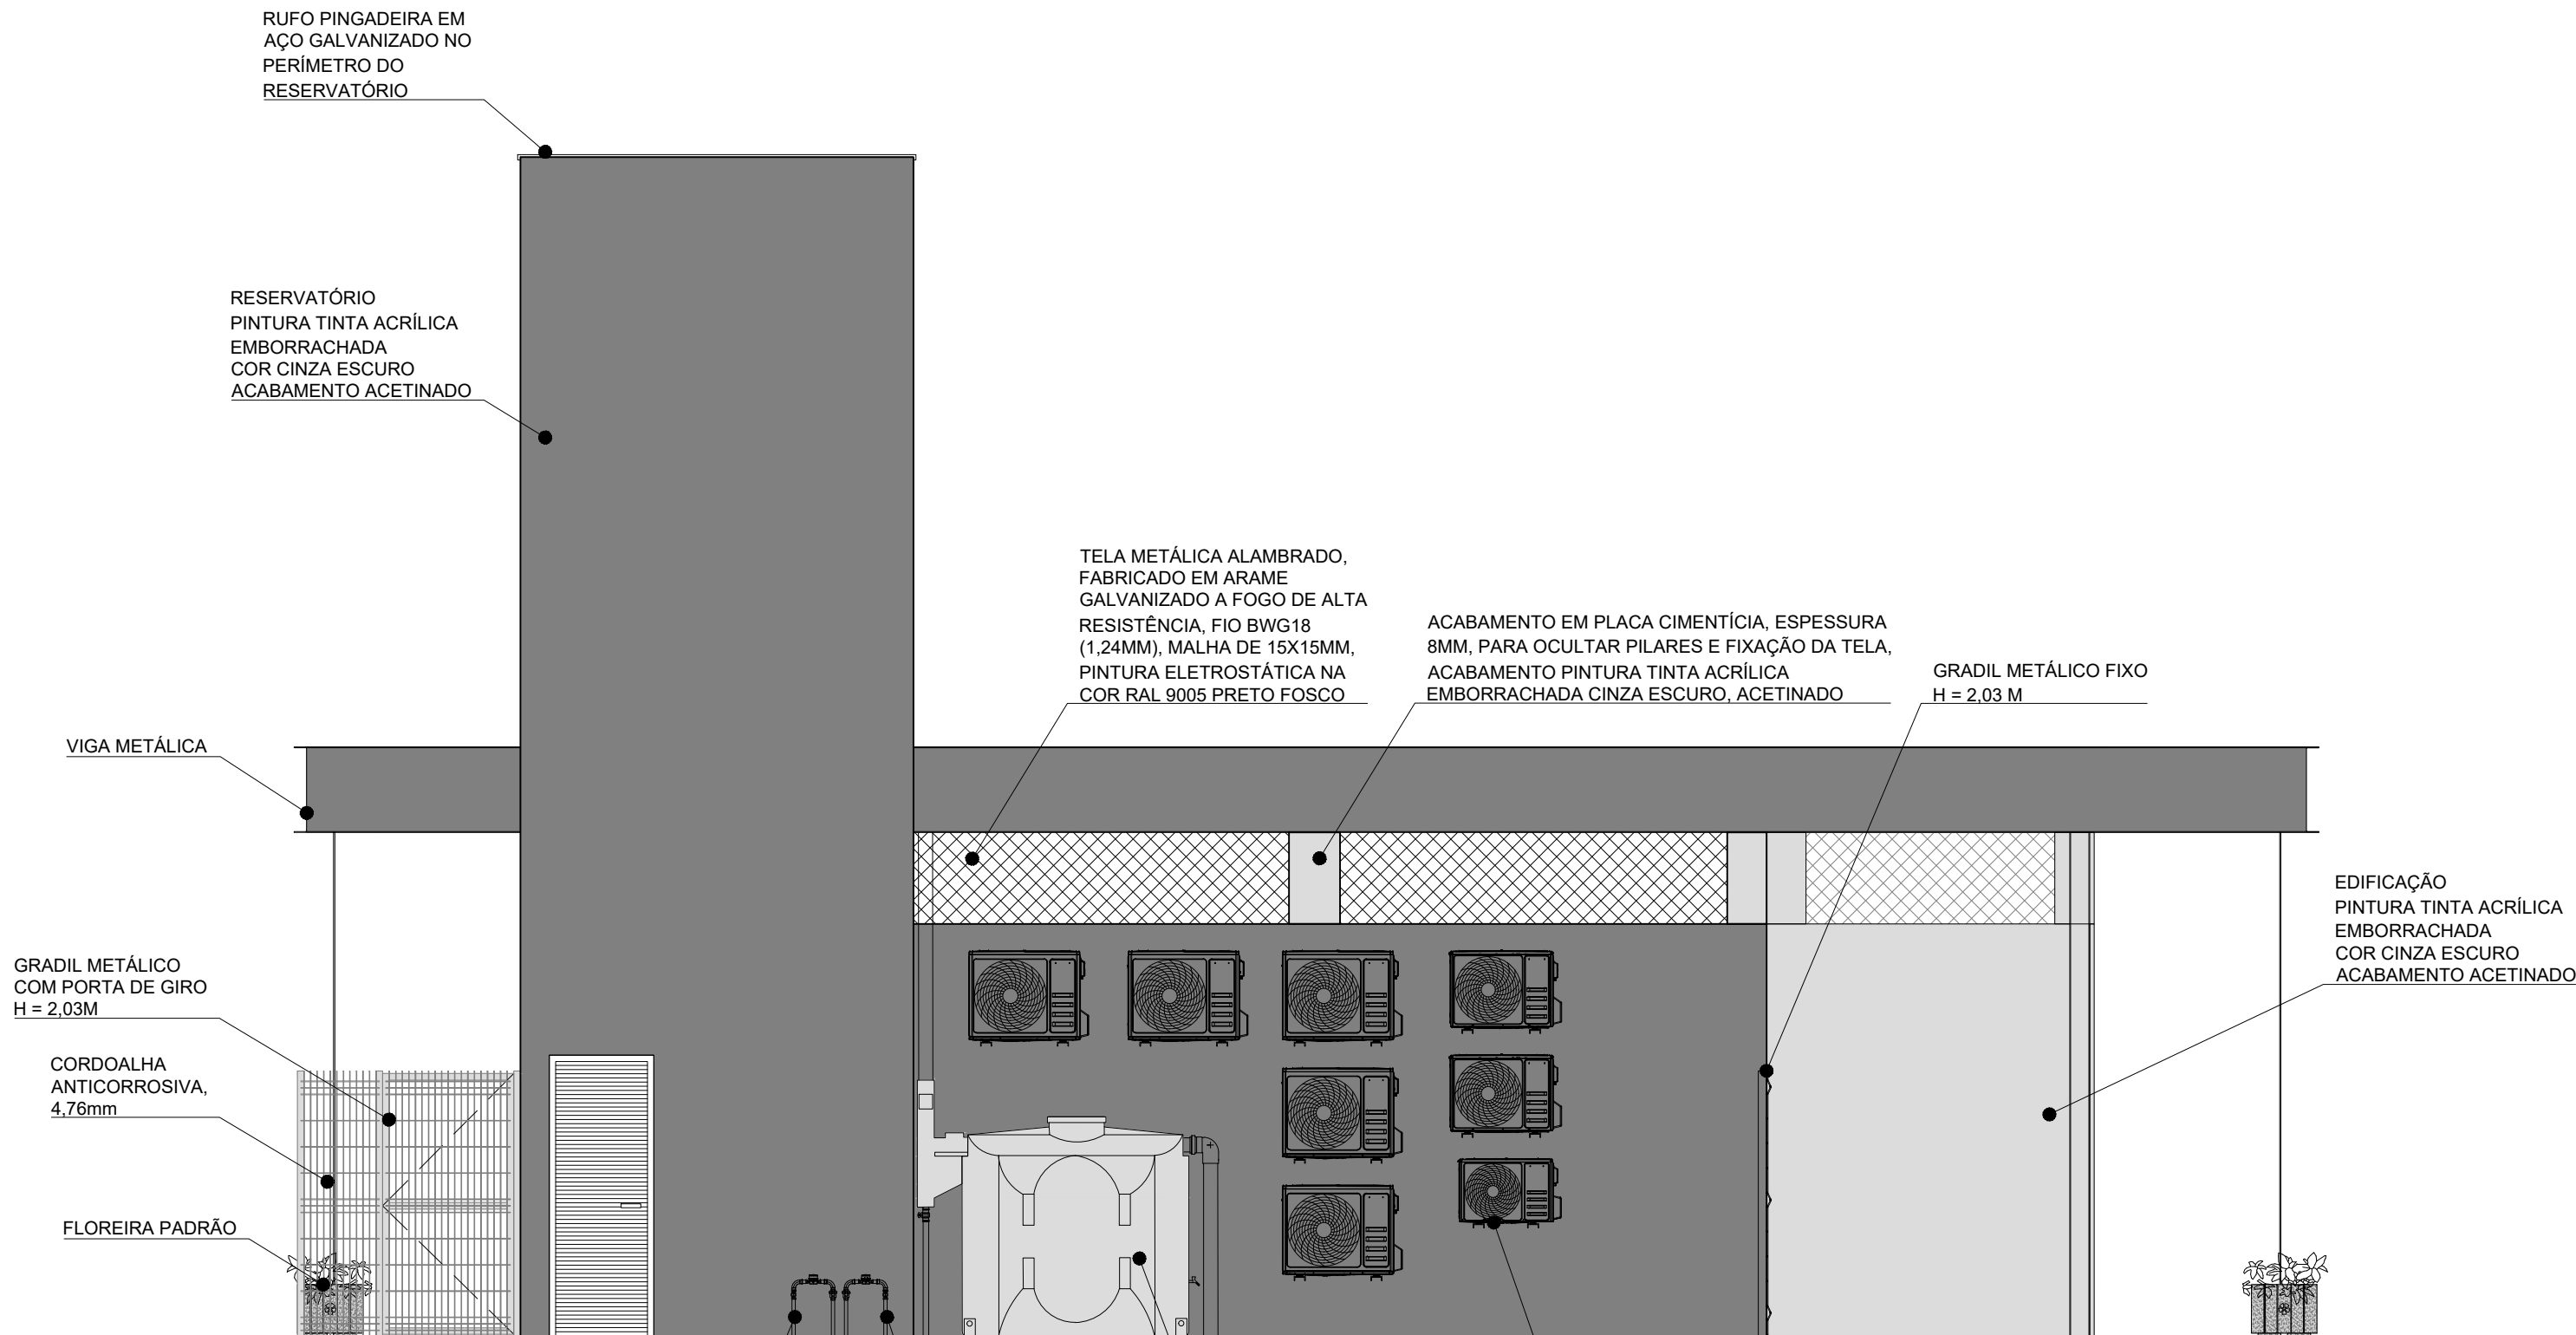 RUFO PINGADEIRA EM
AÇO GALVANIZADO NO
PERÍMETRO DO
RESERVATÓRIO
RESERVATÓRIO
PINTURA TINTA ACRÍLICA
EMBORRACHADA
COR CINZA ESCURO
ACABAMENTO ACETINADO
TELA METÁLICA ALAMBRADO,
FABRICADO EM ARAME
GALVANIZADO A FOGO DE ALTA
RESISTÊNCIA, FIO BWG18
(1,24MM), MALHA DE 15X15MM,
PINTURA ELETROSTÁTICA NA
COR RAL 9005 PRETO FOSCO
ACABAMENTO EM PLACA CIMENTÍCIA, ESPESSURA
8MM, PARA OCULTAR PILARES E FIXAÇÃO DA TELA,
ACABAMENTO PINTURA TINTA ACRÍLICA
EMBORRACHADA CINZA ESCURO, ACETINADO
GRADIL METÁLICO FIXO
H = 2,03 M
VIGA METÁLICA
EDIFICAÇÃO
PINTURA TINTA ACRÍLICA
EMBORRACHADA
COR CINZA ESCURO
ACABAMENTO ACETINADO
GRADIL METÁLICO
COM PORTA DE GIRO
H = 2,03M
CORDOALHA
ANTICORROSIVA,
4,76mm
FLOREIRA PADRÃO